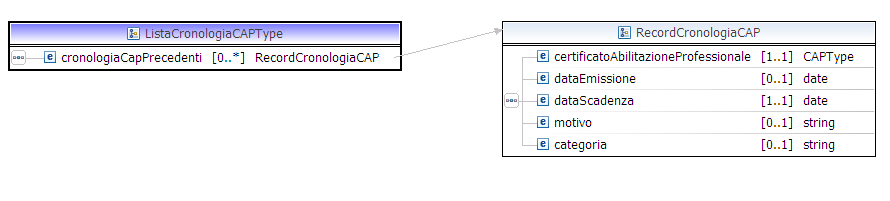 ListaCronologiaCAPType
cronologiaCapPrecedenti [0..*] RecordCronologiaCAP
RecordCronologiaCAP
certificatoAbilitazioneProfessionale [1..1] CAPType
dataEmissione [0..1] date
dataScadenza [1..1] date
motivo [0..1] string
categoria [0..1] string